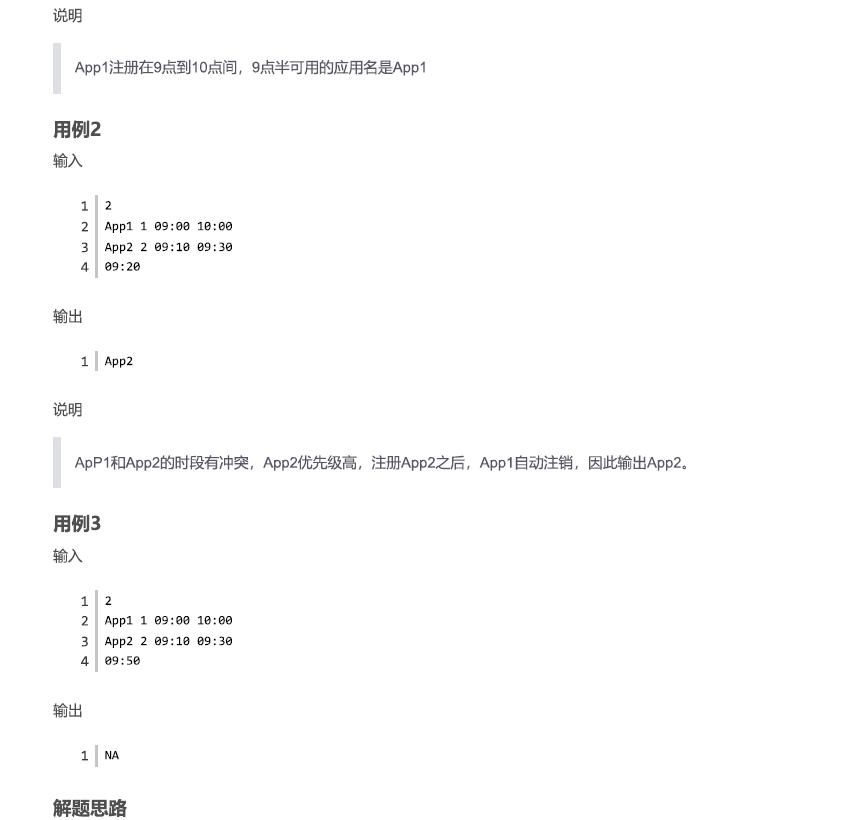 说明
App1注册在9点到10点间，9点半可用的应用名是App1
用例2
输入
1 2
2 App1 1 09:00 10:00
3 App2 2 09:10 09:30
4 09:20
输出
1 App2
说明
ApP1和App2的时段有冲突，App2优先级高，注册App2之后，App1自动注销，因此输出App2。
用例3
输入
1 2
2 App1 1 09:00 10:00
3 App2 2 09:10 09:30
4 09:50
输出
1 NA
解题思路